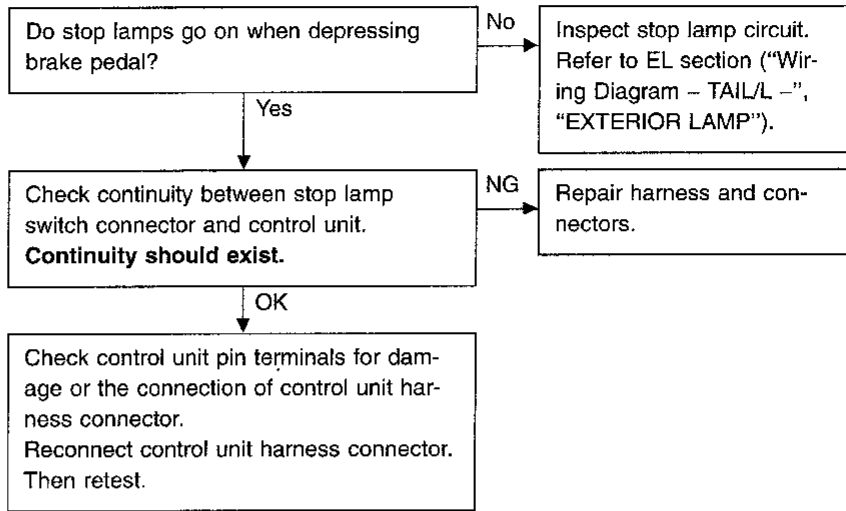 Do stop lamps go on when depressing
brake pedal?
No
Inspect stop lamp circuit.
Refer to EL section (“Wir-
ing Diagram – TAIL/L –”,
“EXTERIOR LAMP”).
Yes
Check continuity between stop lamp
switch connector and control unit.
Continuity should exist.
NG
Repair harness and con-
nectors.
OK
Check control unit pin terminals for dam-
age or the connection of control unit har-
ness connector.
Reconnect control unit harness connector.
Then retest.